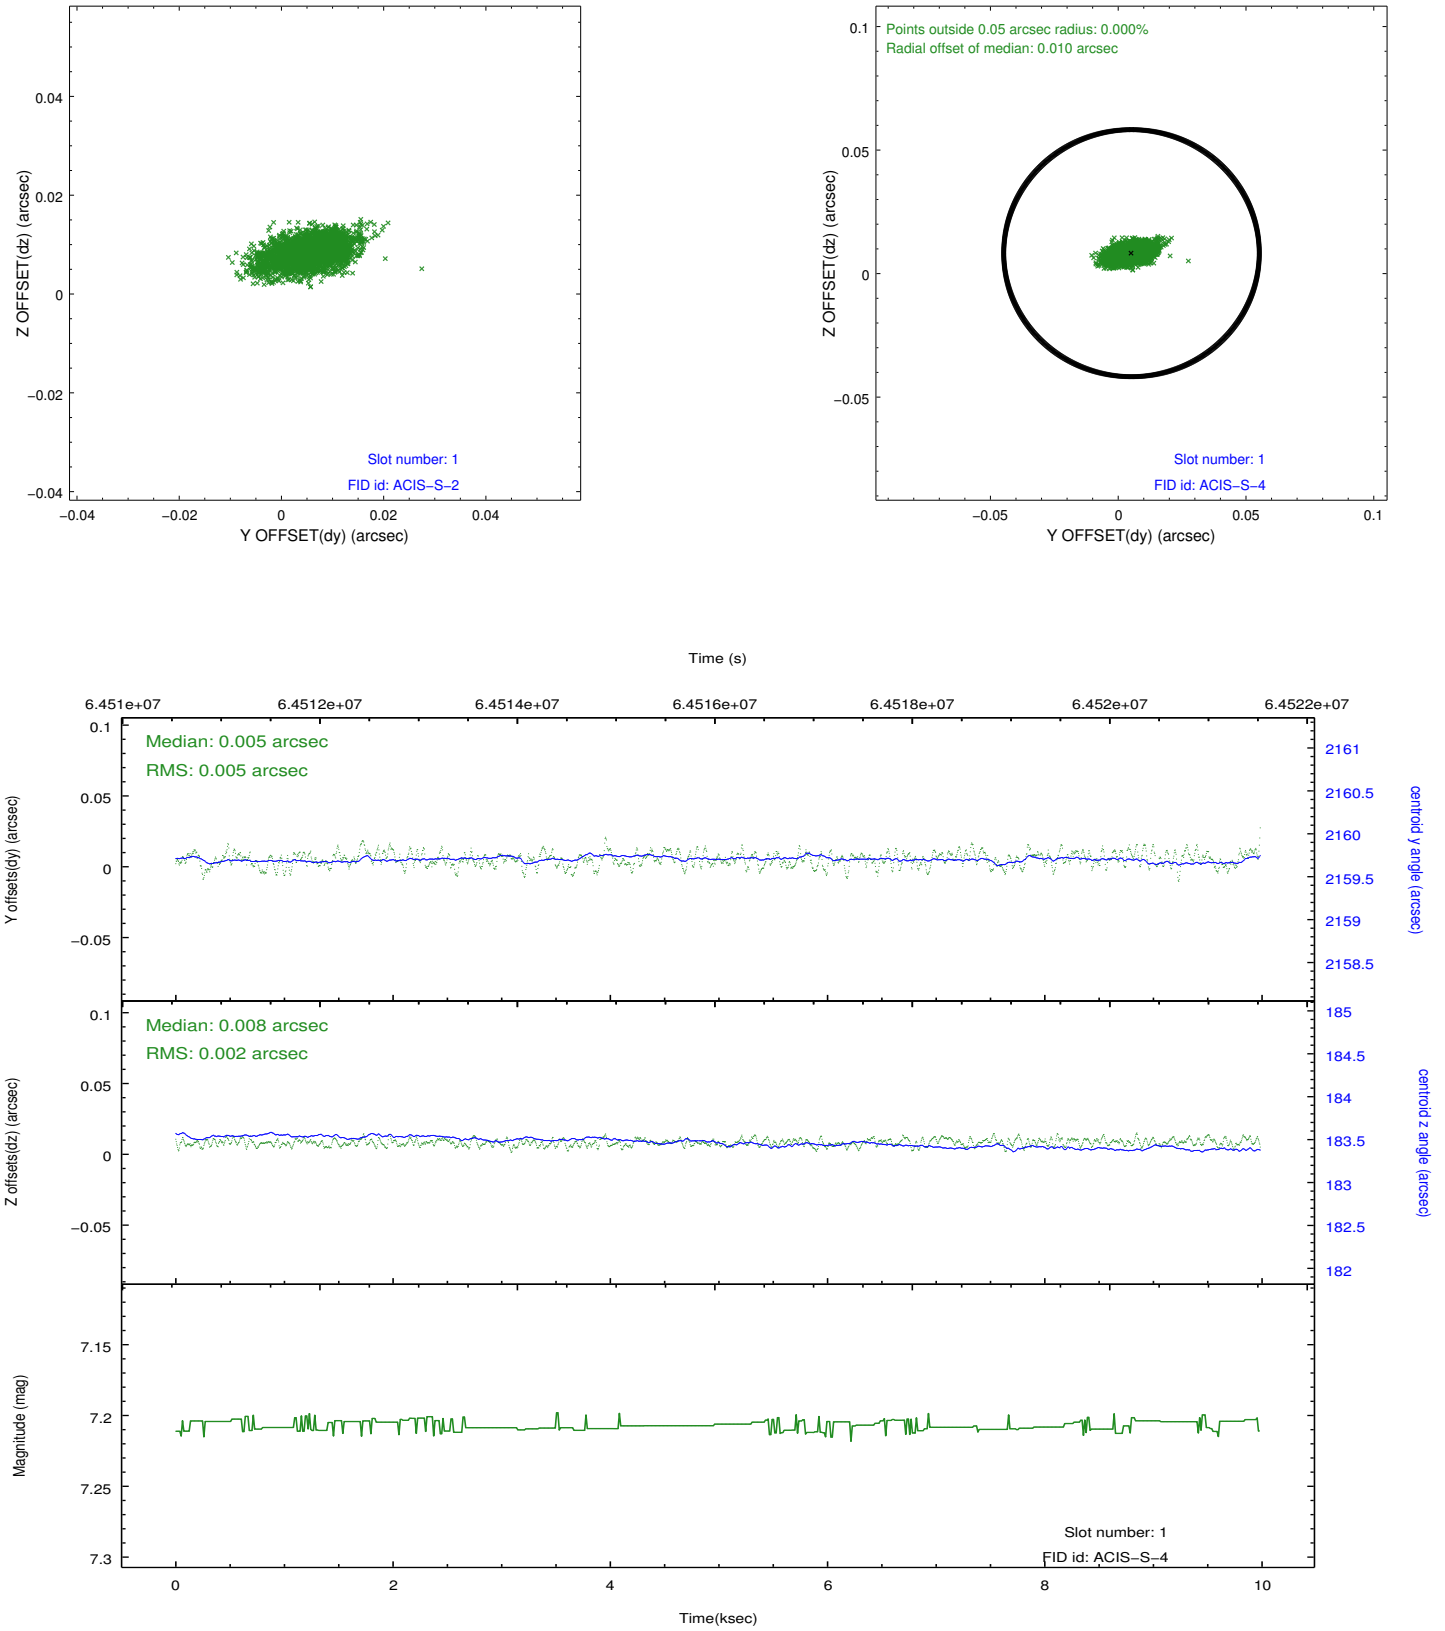 0.04
0.02
0
−0.02
−0.04
−0.04
−0.02
0
0.02
0.04
Z OFFSET(dz) (arcsec)
Y OFFSET(dy) (arcsec)
Slot number: 1
FID id: ACIS−S−2
Points outside 0.05 arcsec radius: 0.000%
Radial offset of median: 0.010 arcsec
0.1
0.05
0
−0.05
−0.05
0
0.05
0.1
Z OFFSET(dz) (arcsec)
Y OFFSET(dy) (arcsec)
Slot number: 1
FID id: ACIS−S−4
Time (s)
6.451e+07
6.4512e+07
6.4514e+07
6.4516e+07
6.4518e+07
6.452e+07
6.4522e+07
Median: 0.005 arcsec
RMS: 0.005 arcsec
0.1
0.05
0
−0.05
Y offsets(dy) (arcsec)
2161
2160.5
2160
2159.5
2159
2158.5
centroid y angle (arcsec)
Median: 0.008 arcsec
RMS: 0.002 arcsec
0.1
0.05
0
−0.05
Z offsets(dz) (arcsec)
185
184.5
184
183.5
183
182.5
182
centroid z angle (arcsec)
7.15
7.2
7.25
7.3
Magnitude (mag)
Slot number: 1
FID id: ACIS−S−4
0
2
4
6
8
10
Time(ksec)